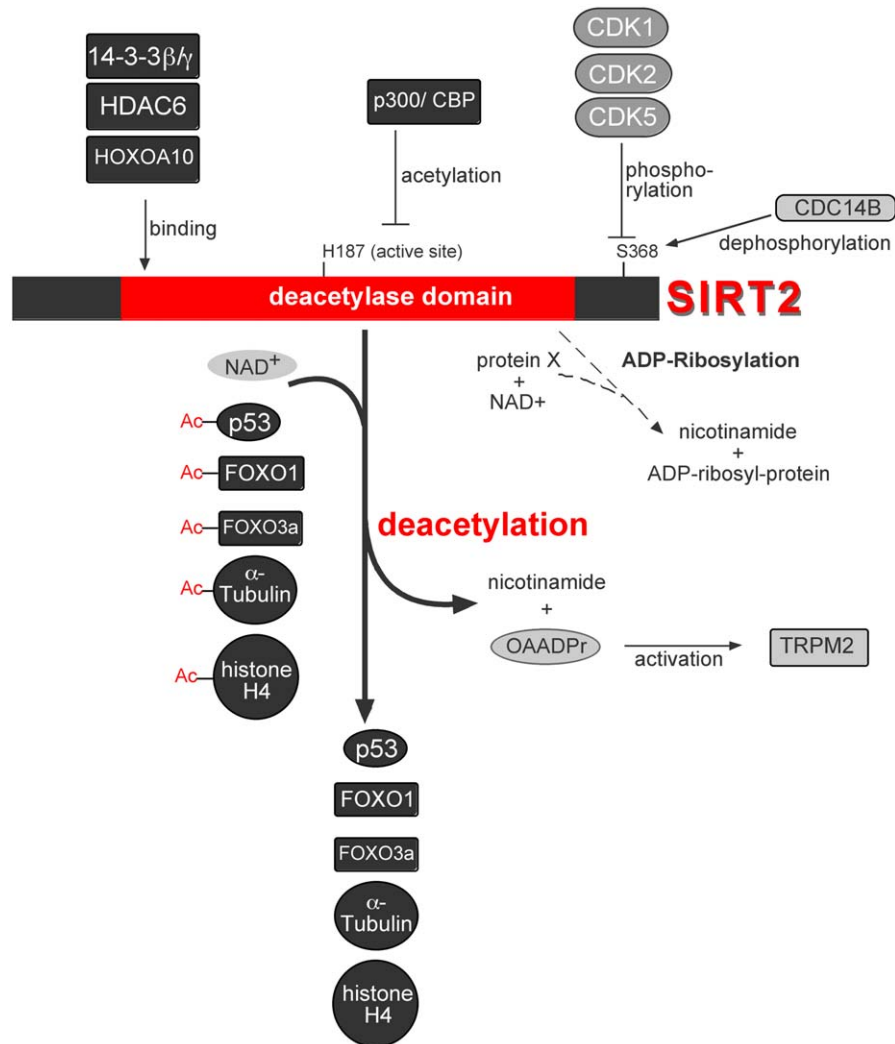 14-3-3β/γ
HDAC6
HOXOA10
binding
p300/ CBP
acetylation
CDK1
CDK2
CDK5
phospho-
rylation
CDC14B
dephosphorylation
H187 (active site)
S368
deacetylase domain
SIRT2
NAD+
Ac
p53
Ac
FOXO1
Ac
FOXO3a
Ac
α-
Tubulin
Ac
histone
H4
protein X
+
NAD+
ADP-Ribosylation
nicotinamide
+
ADP-ribosyl-protein
deacetylation
nicotinamide
+
OAADPr
activation
TRPM2
p53
FOXO1
FOXO3a
α-
Tubulin
histone
H4